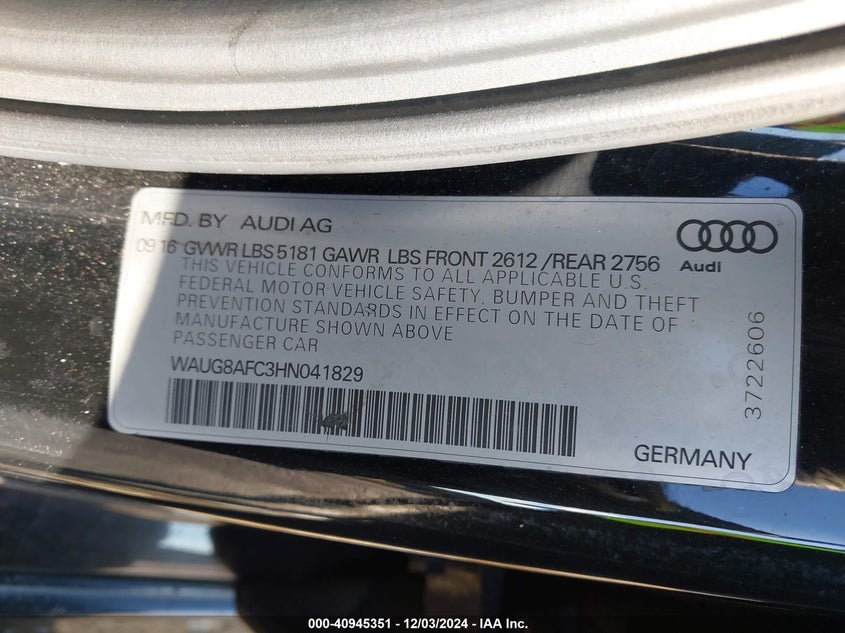 MFD. BY AUDI AG
09 16 GVWR LBS 5181 GAWR LBS FRONT 2612 /REAR 2756
THIS VEHICLE CONFORMS TO ALL APPLICABLE U.S.
FEDERAL MOTOR VEHICLE SAFETY, BUMPER AND THEFT
PREVENTION STANDARDS IN EFFECT ON THE DATE OF
MANUFACTURE SHOWN ABOVE
PASSENGER CAR
WAUG8AFC3HN041829
Audi
3722606
GERMANY
000-40945351 - 12/03/2024 - IAA Inc.